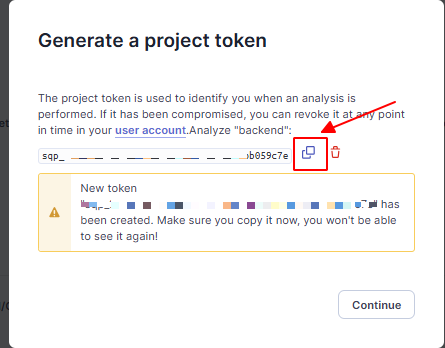 Generate a project token
The project token is used to identify you when an analysis is
performed. If it has been compromised, you can revoke it at any point
in time in your user account.Analyze "backend":
sqp_ b059c7e
New token
has
been created. Make sure you copy it now, you won't be able
to see it again!
Continue